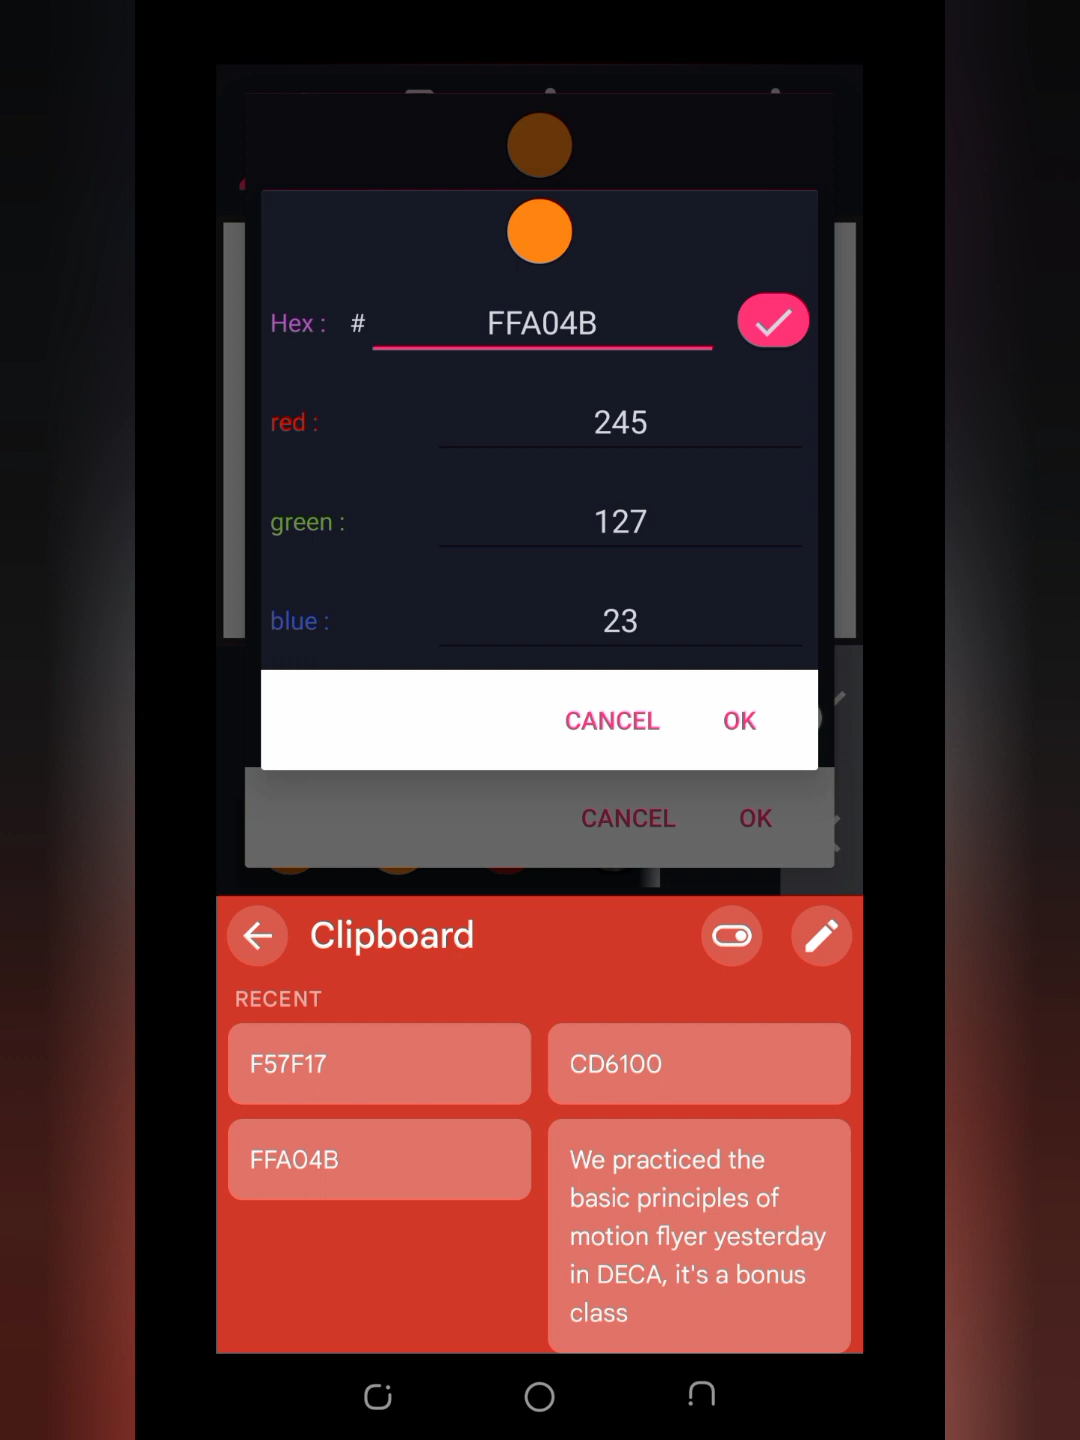 Hex : # FFA04B
red : 245
green : 127
blue : 23
CANCEL OK
CANCEL OK
Clipboard
RECENT
F57F17
CD6100
FFA04B
We practiced the
basic principles of
motion flyer yesterday
in DECA, it's a bonus
class